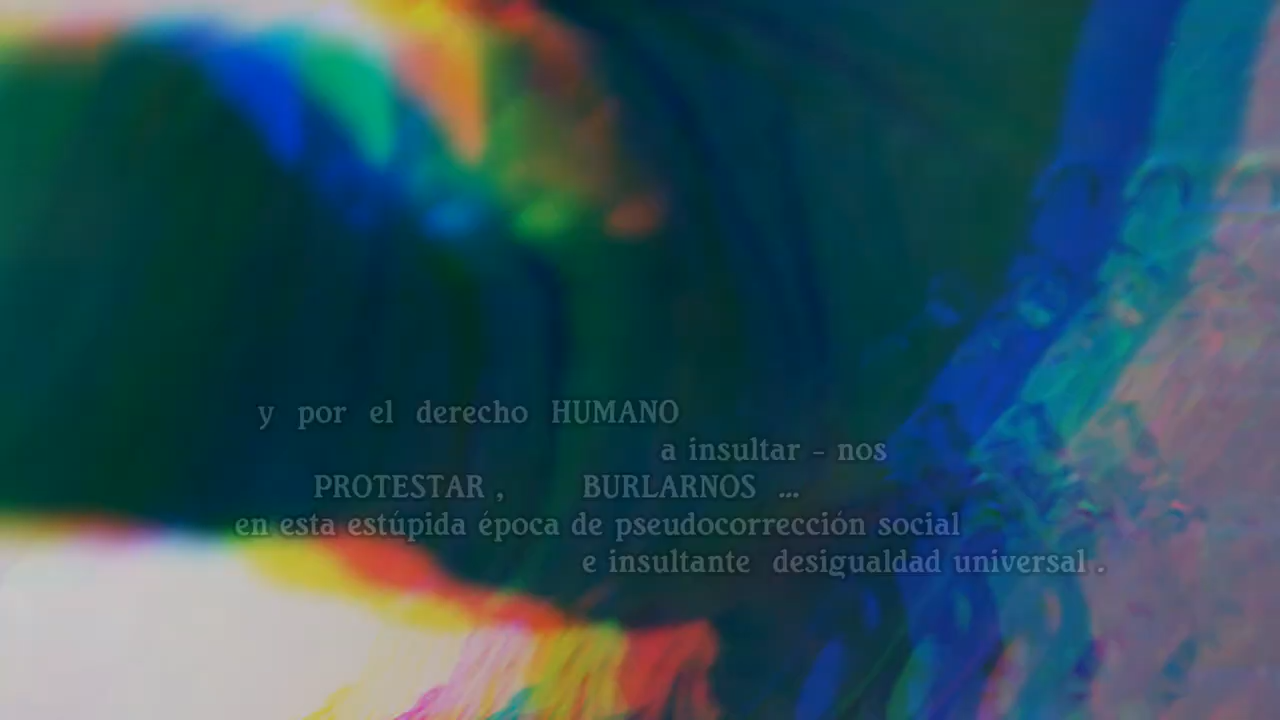 y por el derecho HUMANO
a insultar - nos
PROTESTAR , BURLARNOS ...
en esta estúpida época de pseudocorrección social
e insultante desigualdad universal .